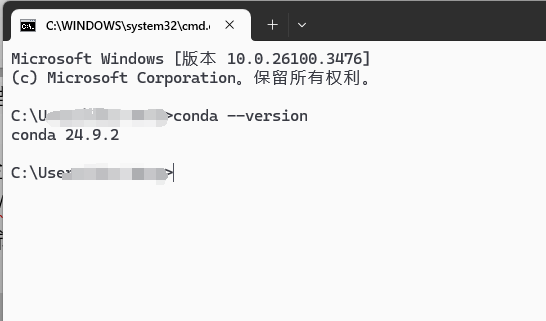 C:\WINDOWS\system32\cmd.
Microsoft Windows [版本 10.0.26100.3476]
(c) Microsoft Corporation。保留所有权利。
C:\U >conda --version
conda 24.9.2
C:\User >